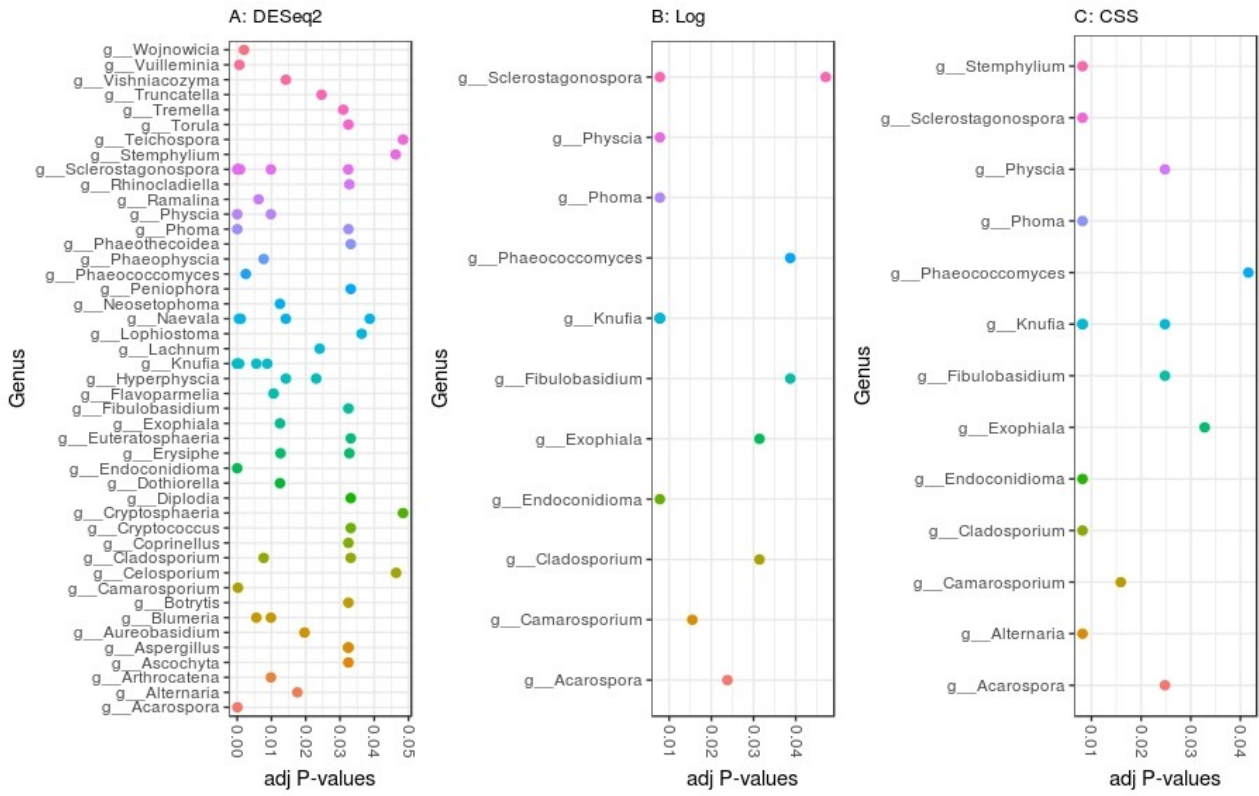 A: DESeq2
Genus
g__Wojnowicia
g__Vuilleminia
g__Vishniacozyma
g__Truncatella
g__Tremella
g__Torula
g__Teichospora
g__Stemphylium
g__Sclerostagonospora
g__Rhinocladiella
g__Ramalina
g__Physcia
g__Phoma
g__Phaeothecoidea
g__Phaeophyscia
g__Phaeococcomyces
g__Peniophora
g__Neosetophoma
g__Naevala
g__Lophiostoma
g__Lachnum
g__Knufia
g__Hyperphyscia
g__Flavoparmelia
g__Fibulobasidium
g__Exophiala
g__Euteratosphaeria
g__Erysiphe
g__Endoconidioma
g__Dothiorella
g__Diplodia
g__Cryptosphaeria
g__Cryptococcus
g__Coprinellus
g__Cladosporium
g__Celosporium
g__Camarosporium
g__Botrytis
g__Blumeria
g__Aureobasidium
g__Aspergillus
g__Ascochyta
g__Arthrocatena
g__Alternaria
g__Acarospora
0.00 0.01 0.02 0.03 0.04 0.05
adj P-values
B: Log
Genus
g__Sclerostagonospora
g__Physcia
g__Phoma
g__Phaeococcomyces
g__Knufia
g__Fibulobasidium
g__Exophiala
g__Endoconidioma
g__Cladosporium
g__Camarosporium
g__Acarospora
0.01 0.02 0.03 0.04
adj P-values
C: CSS
Genus
g__Stemphylium
g__Sclerostagonospora
g__Physcia
g__Phoma
g__Phaeococcomyces
g__Knufia
g__Fibulobasidium
g__Exophiala
g__Endoconidioma
g__Cladosporium
g__Camarosporium
g__Alternaria
g__Acarospora
0.01 0.02 0.03 0.04
adj P-values